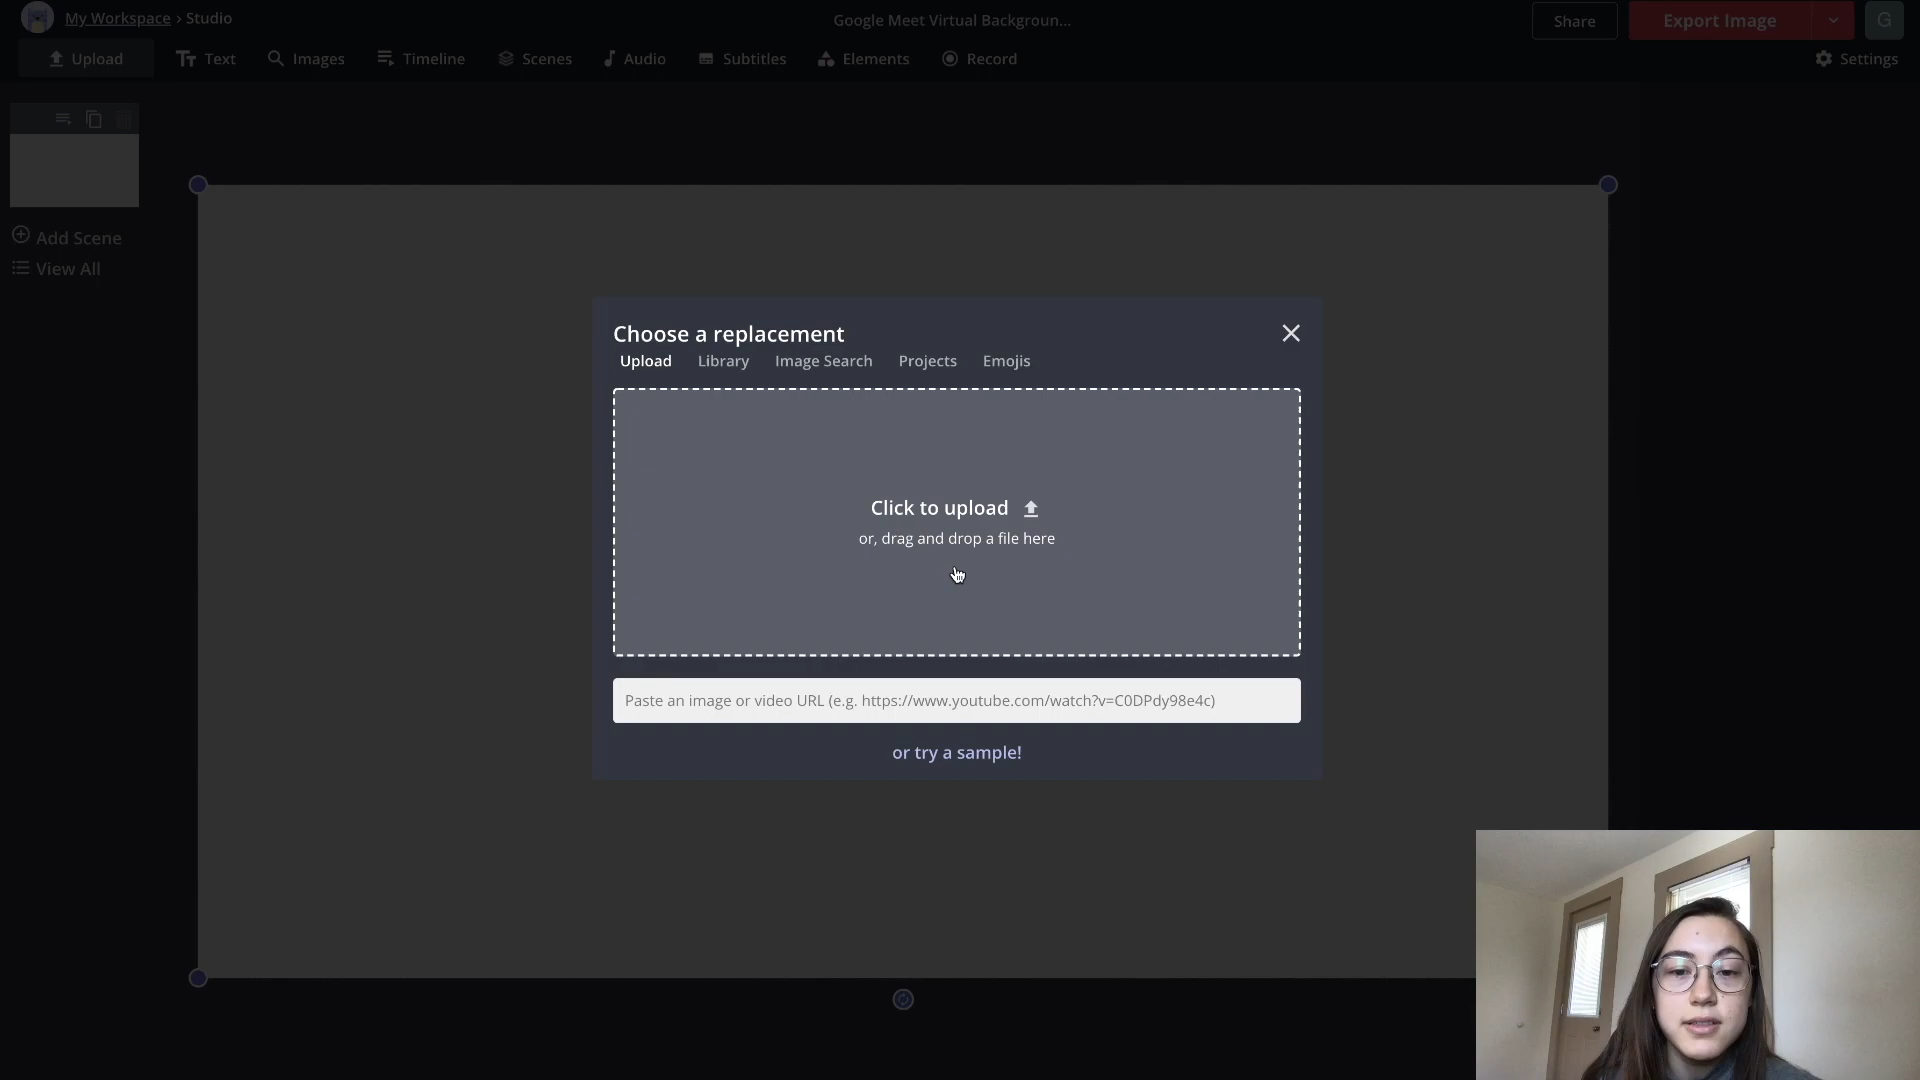 My Workspace › Studio
Google Meet Virtual Backgroun...
Share
Export Image
G
Upload
Text
Images
Timeline
Scenes
Audio
Subtitles
Elements
Record
Settings
Add Scene
View All
Choose a replacement
Upload
Library
Image Search
Projects
Emojis
Click to upload
or, drag and drop a file here
Paste an image or video URL (e.g. https://www.youtube.com/watch?v=C0DPdy98e4c)
or try a sample!